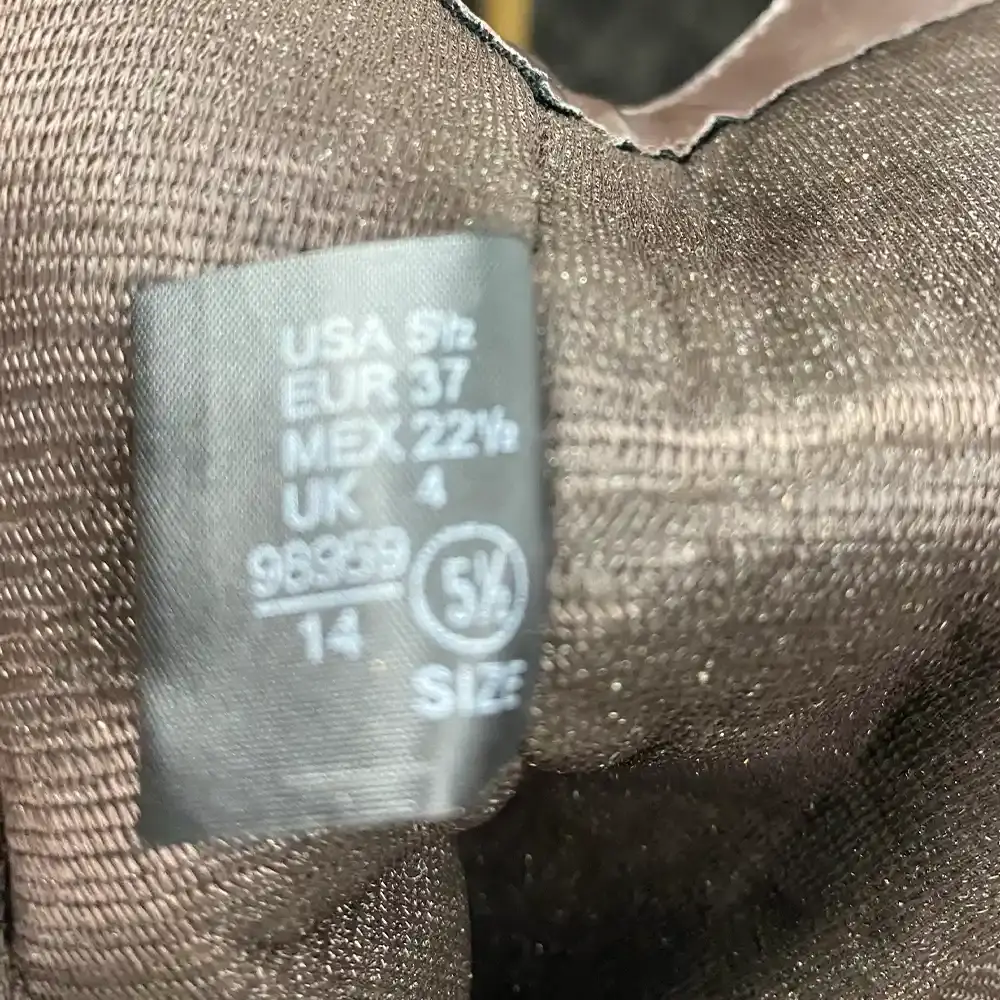 USA 5½
EUR 37
MEX 22½
UK 4
98959
14
5½
SIZE